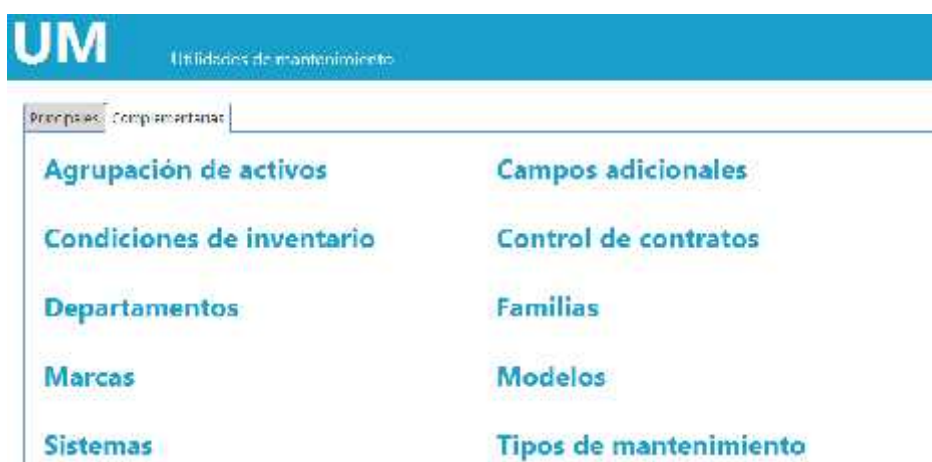 UM
Utilidades de mantenimiento
Principales Complementarias
Agrupación de activos Campos adicionales
Condiciones de inventario Control de contratos
Departamentos Familias
Marcas Modelos
Sistemas Tipos de mantenimiento